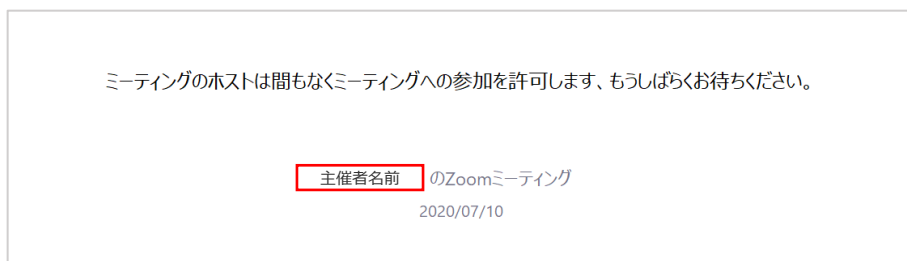 ミーティングのホストは間もなくミーティングへの参加を許可します、もうしばらくお待ちください。
主催者名前 のZoomミーティング
2020/07/10